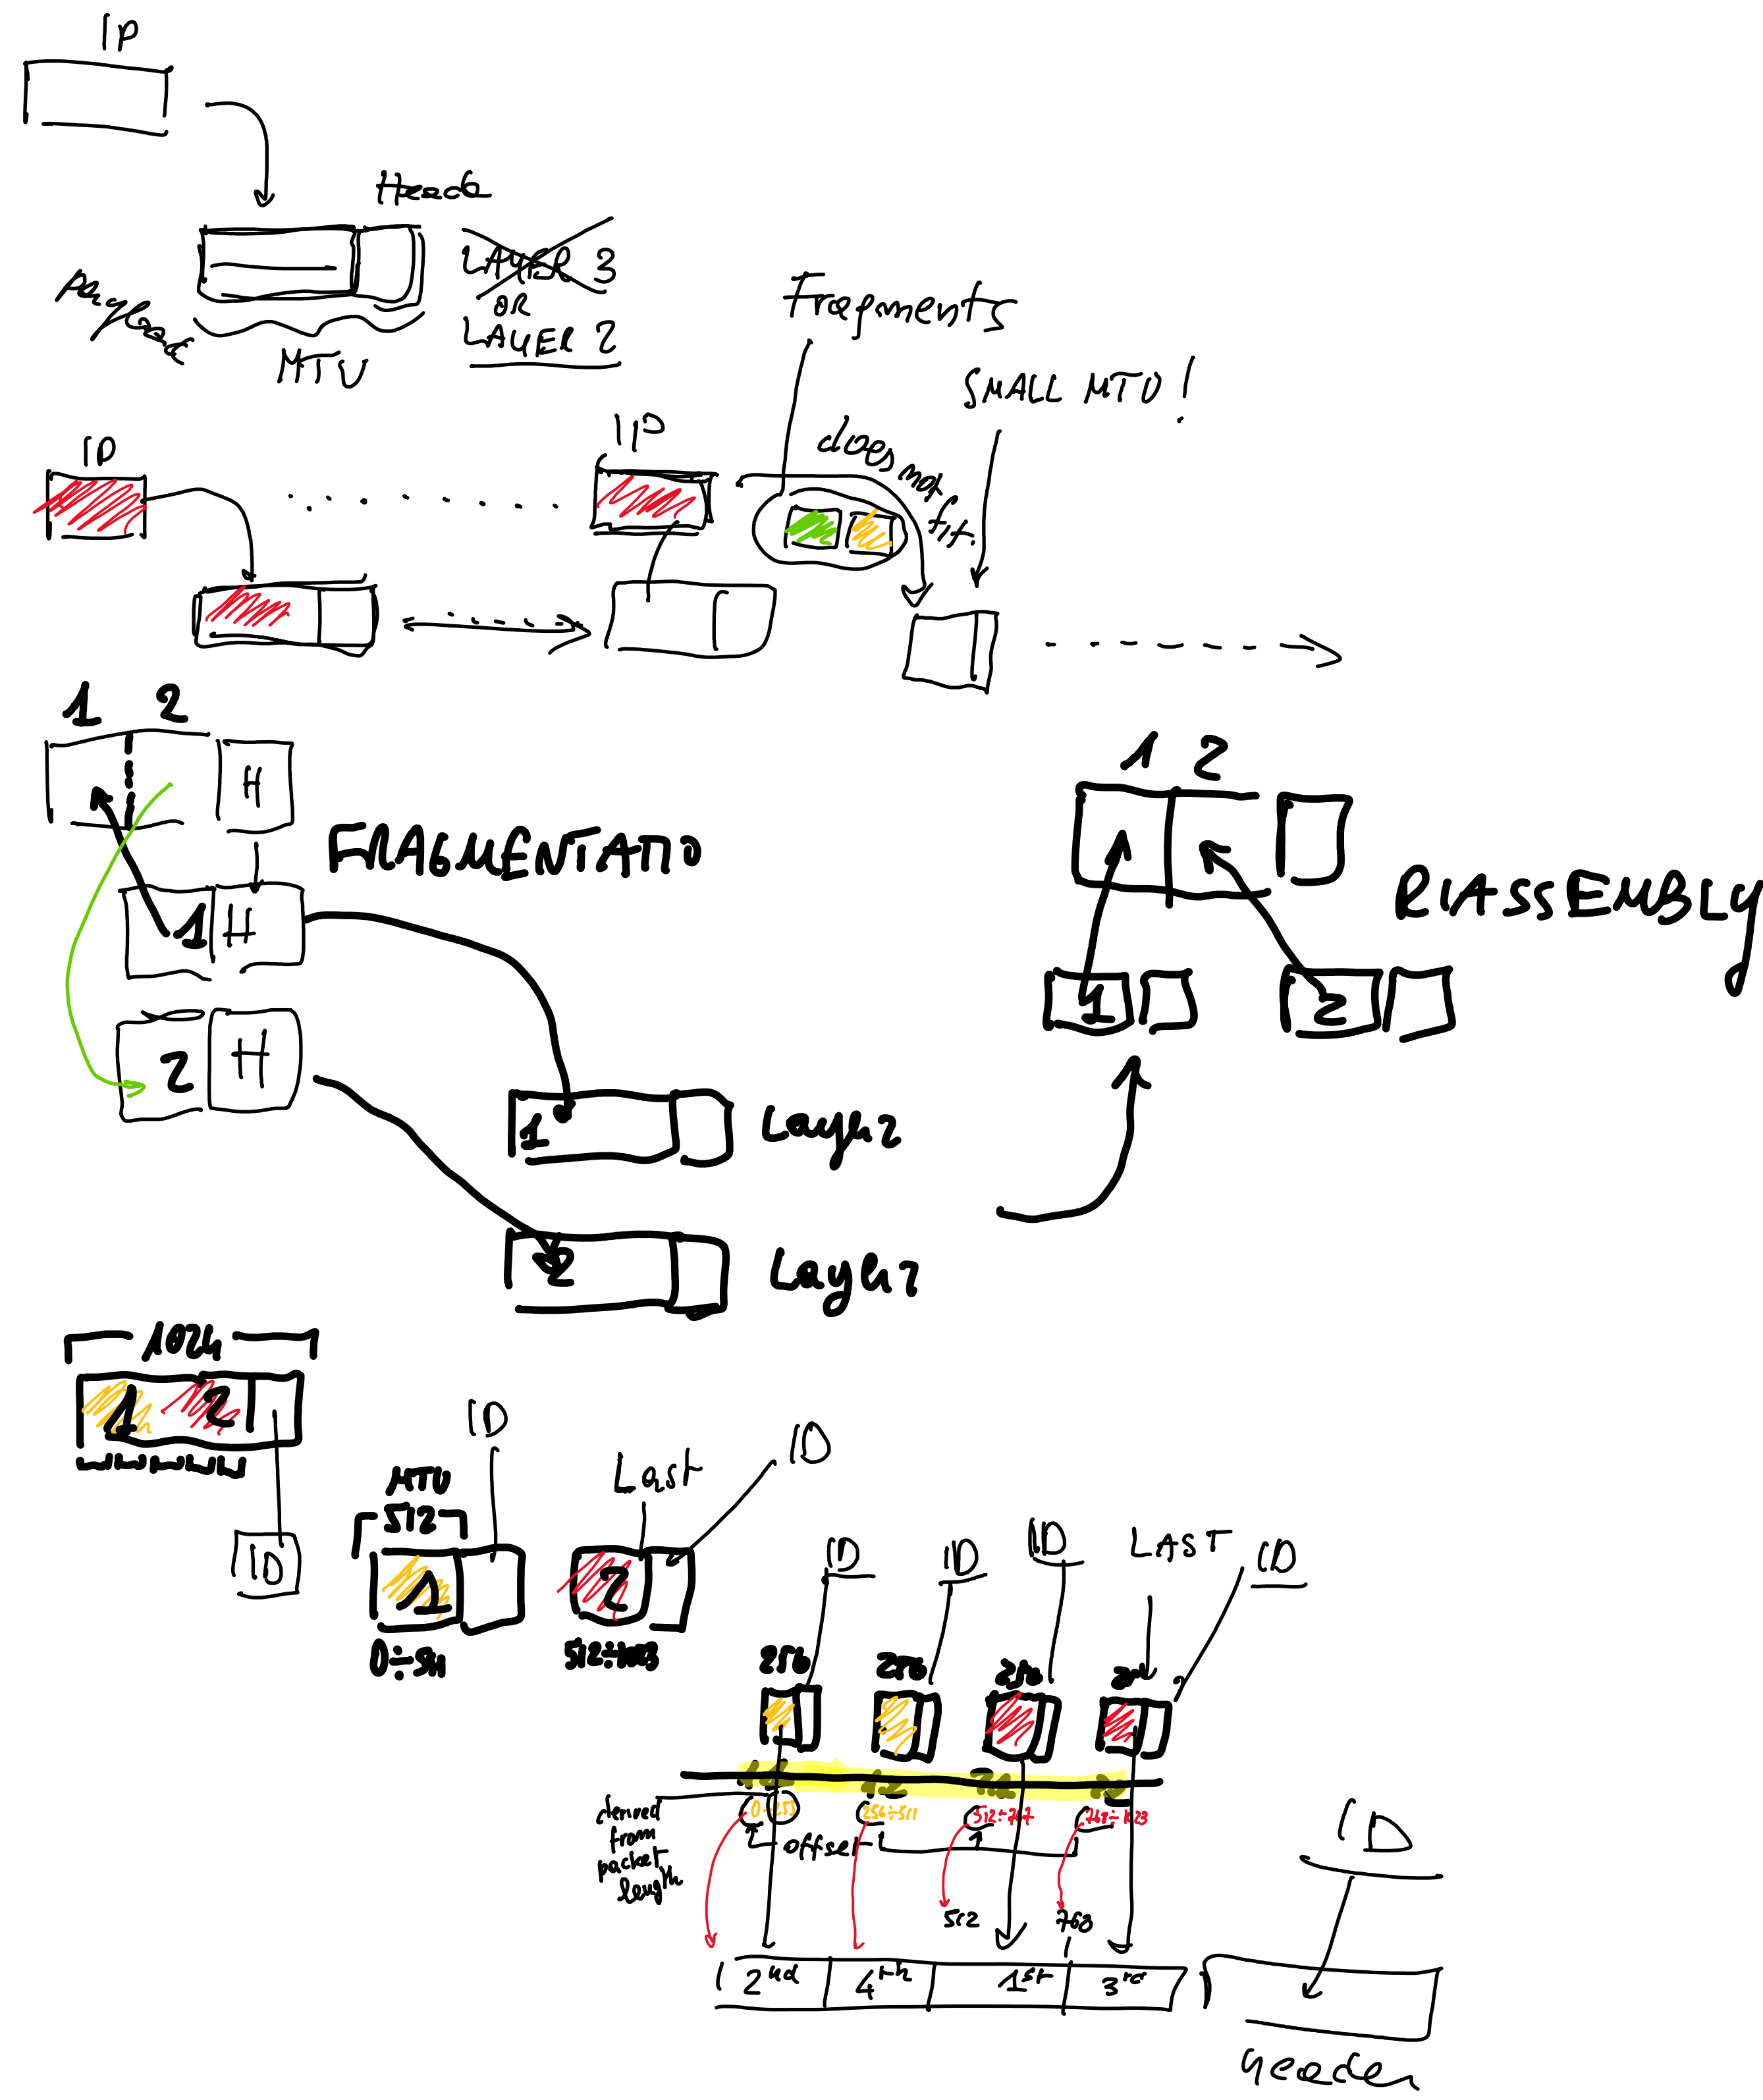 IP
Head
LAYER 3
OR
LAYER 2
payload
MTU
Fragments
SMALL MTU!
IP
IP
does not fit
1 2
H
FRAGMENTATIO
1 H
2 H
1 2
RIASSEMBLY
1 2
1 Layer 2
2 Layer 2
1024
1 2
ID
MTU
512
ID
Last
ID
1 2
0÷511
512÷1023
ID
ID
ID
LAST
ID
256
256
256
0÷255
256÷511
512÷767
768÷1023
derived
from
packet
length
offset
512
768
2nd 4th 1st 3rd
ID
header